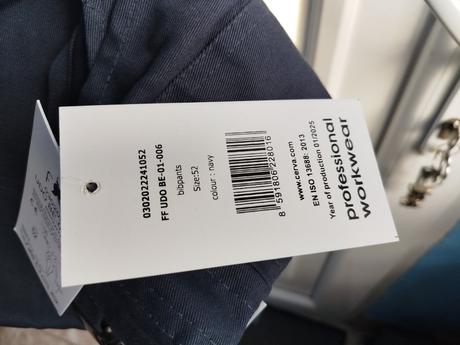 0302022241052
FF UDO BE-01-006
bibpants
Size:52
colour : navy
8 591806 228016
www.cerva.com
EN ISO 13688: 2013
Year of production 01/2025
professional
workwear